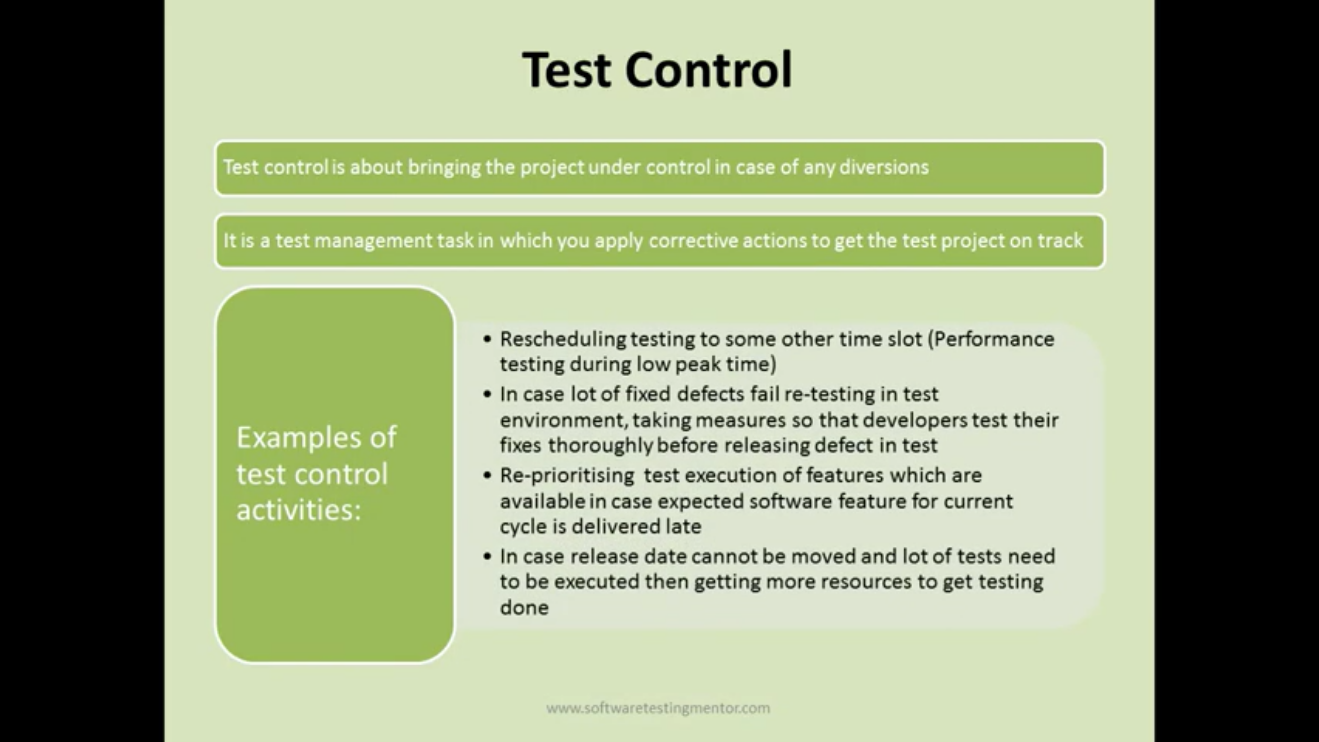 Test Control
Test control is about bringing the project under control in case of any diversions
It is a test management task in which you apply corrective actions to get the test project on track
Examples of
test control
activities:
• Rescheduling testing to some other time slot (Performance
testing during low peak time)
• In case lot of fixed defects fail re-testing in test
environment, taking measures so that developers test their
fixes thoroughly before releasing defect in test
• Re-prioritising test execution of features which are
available in case expected software feature for current
cycle is delivered late
• In case release date cannot be moved and lot of tests need
to be executed then getting more resources to get testing
done
www.softwaretestingmentor.com